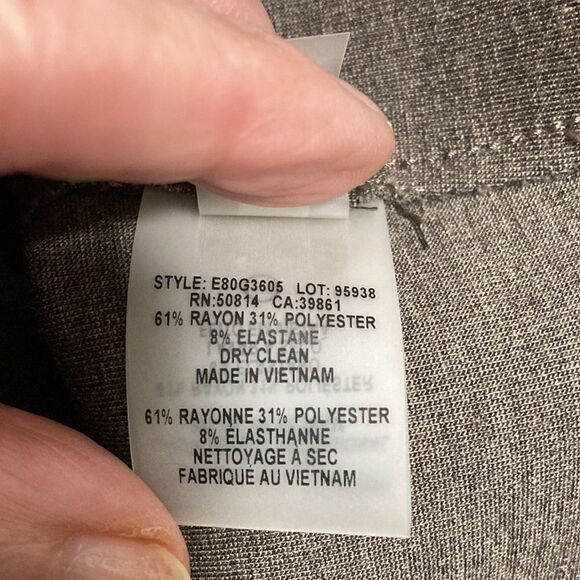 STYLE: E80G3605 LOT: 95938
RN:50814 CA:39861
61% RAYON 31% POLYESTER
8% ELASTANE
DRY CLEAN
MADE IN VIETNAM
61% RAYONNE 31% POLYESTER
8% ÉLASTHANNE
NETTOYAGE À SEC
FABRIQUÉ AU VIETNAM